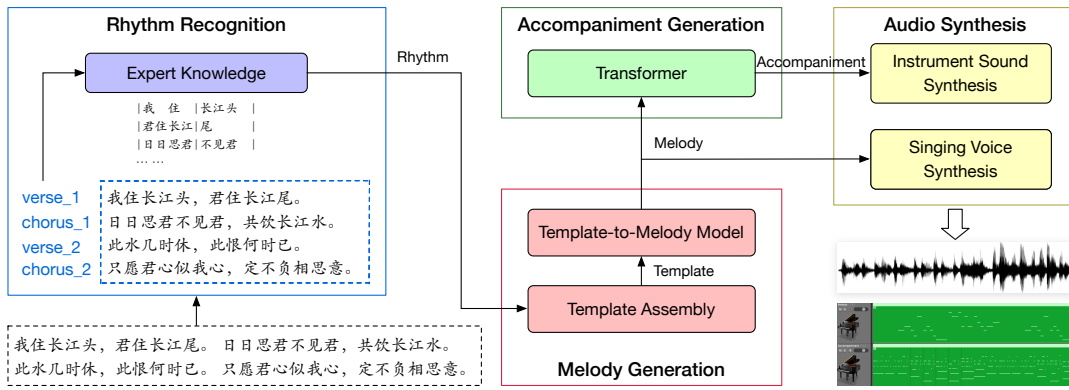 Rhythm Recognition
Expert Knowledge
|我 住 |长江头 |
|君住长江|尾 |
|日日思君|不见君 |
… …
verse_1
我住长江头，君住长江尾。
chorus_1
日日思君不见君，共饮长江水。
verse_2
此水几时休，此恨何时已。
chorus_2
只愿君心似我心，定不负相思意。
我住长江头，君住长江尾。 日日思君不见君，共饮长江水。
此水几时休，此恨何时已。 只愿君心似我心，定不负相思意。
Rhythm
Accompaniment Generation
Transformer
Accompaniment
Melody
Template-to-Melody Model
Template
Template Assembly
Melody Generation
Audio Synthesis
Instrument Sound
Synthesis
Singing Voice
Synthesis